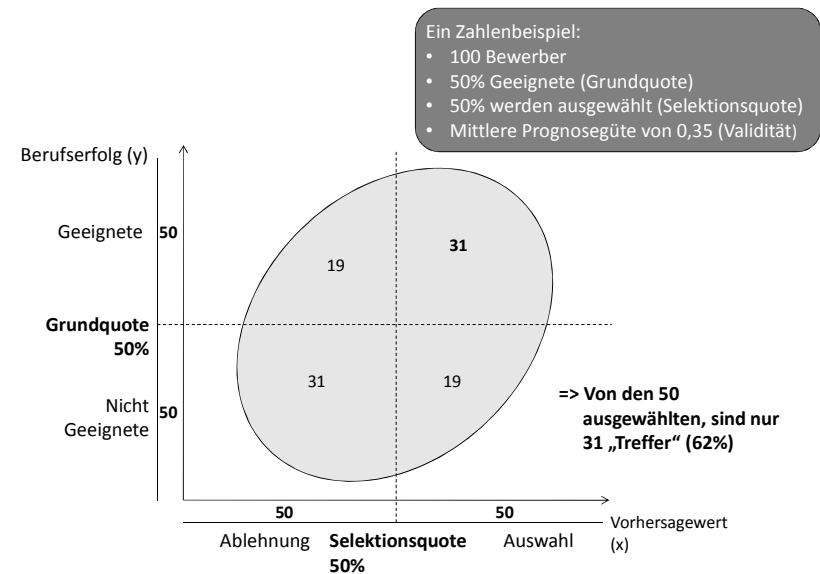 Ein Zahlenbeispiel:
• 100 Bewerber
• 50% Geeignete (Grundquote)
• 50% werden ausgewählt (Selektionsquote)
• Mittlere Prognosegüte von 0,35 (Validität)
Berufserfolg (y)
Geeignete 50
19
31
Grundquote
50%
31
19
Nicht
Geeignete
50
=> Von den 50
ausgewählten, sind nur
31 „Treffer“ (62%)
50
50
Vorhersagewert
(x)
Ablehnung Selektionsquote Auswahl
50%